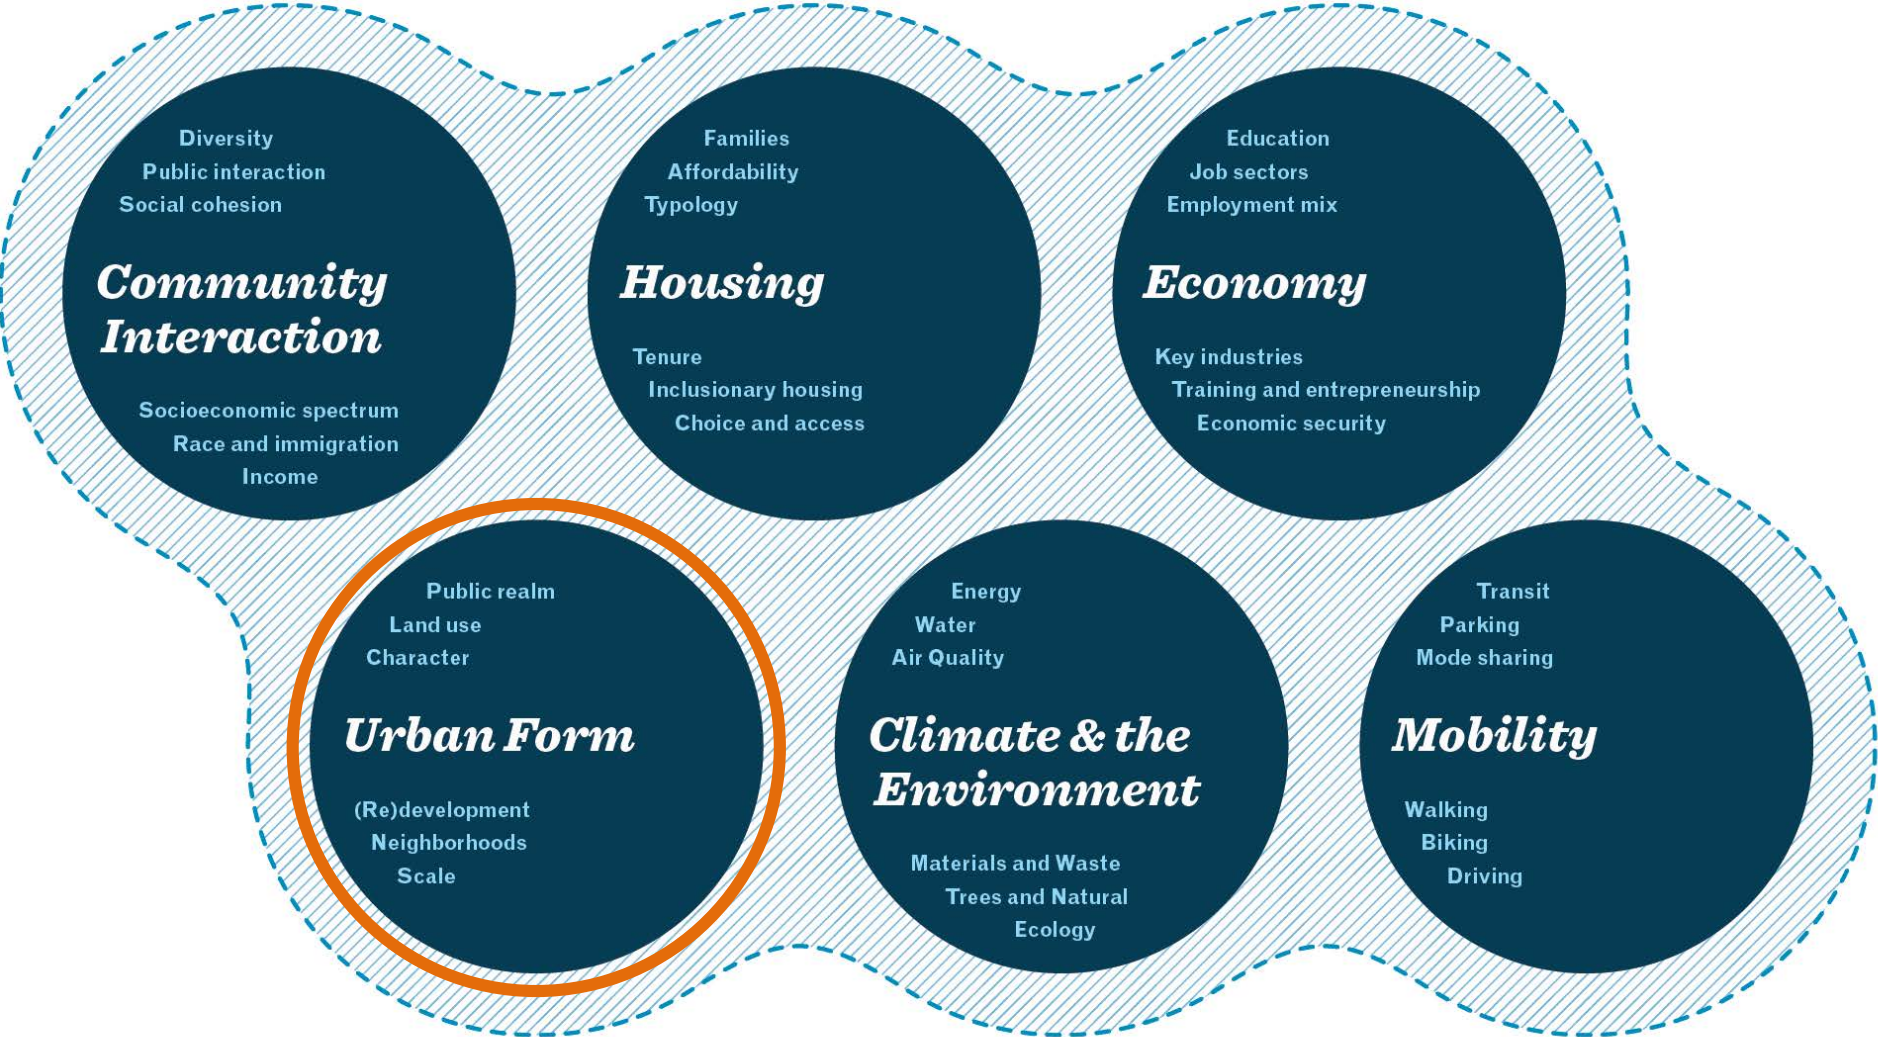 Diversity
Public interaction
Social cohesion
Community
Interaction
Socioeconomic spectrum
Race and immigration
Income
Families
Affordability
Typology
Housing
Tenure
Inclusionary housing
Choice and access
Education
Job sectors
Employment mix
Economy
Key industries
Training and entrepreneurship
Economic security
Public realm
Land use
Character
Urban Form
(Re)development
Neighborhoods
Scale
Energy
Water
Air Quality
Climate & the
Environment
Materials and Waste
Trees and Natural
Ecology
Transit
Parking
Mode sharing
Mobility
Walking
Biking
Driving